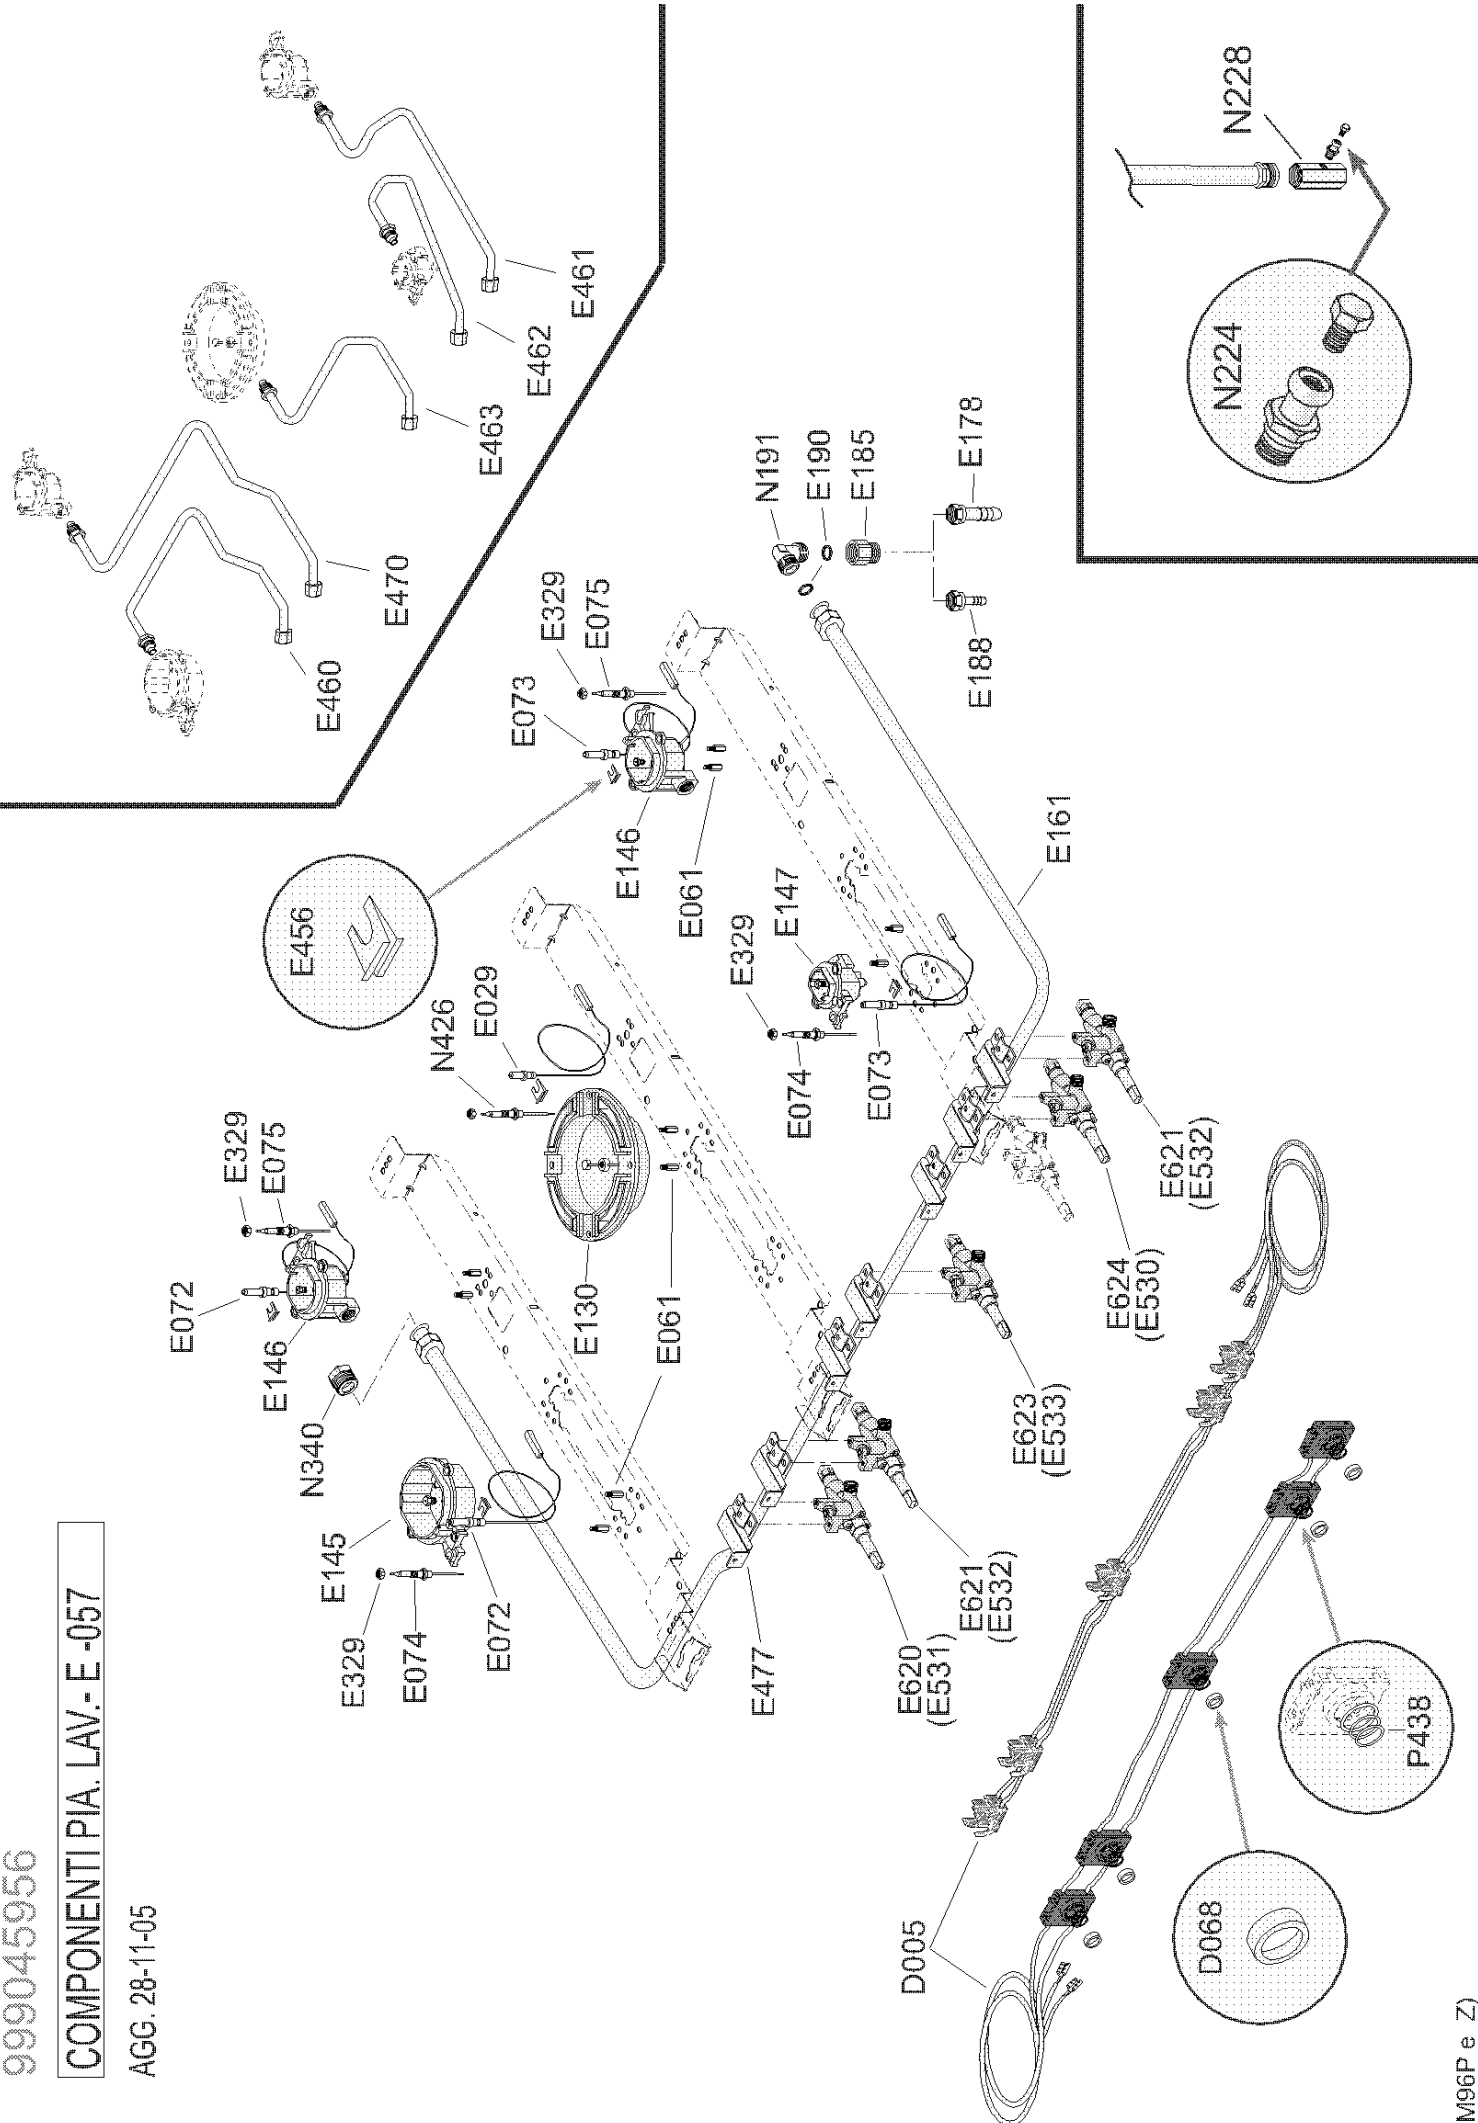 999045956
COMPONENTI PIA. LAV.- E -057
AGG. 28-11-05
E460
E470
E463
E462
E461
N228
N224
N191
E190
E185
E178
E188
E329
E075
E073
E146
E061
E456
E161
E147
E329
E074
E073
N426
E029
E130
E061
E329
E075
E072
E146
N340
E145
E329
E074
E072
E477
E620
(E531)
E621
(E532)
E623
(E533)
E624
(E530)
E621
(E532)
D005
D068
P438
M96P e Z)